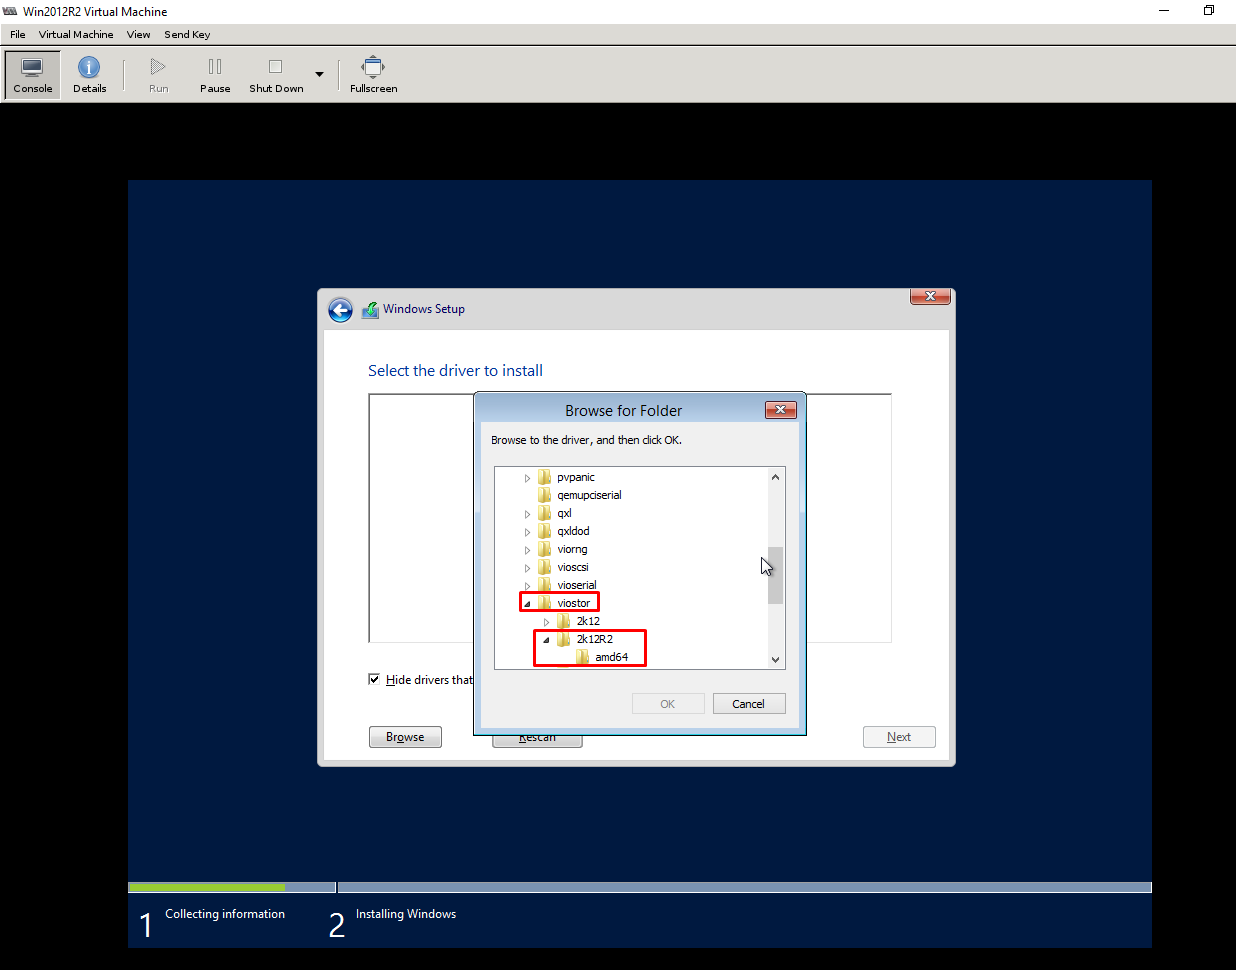 Win2012R2 Virtual Machine
File Virtual Machine View Send Key
Console Details Run Pause Shut Down Fullscreen
Windows Setup
Select the driver to install
Browse for Folder
Browse to the driver, and then click OK.
pvpanic
qemupciserial
qxl
qxldod
viorng
vioscsi
vioserial
viostor
2k12
2k12R2
amd64
OK Cancel
Hide drivers that
Browse Rescan Next
1 Collecting information 2 Installing Windows